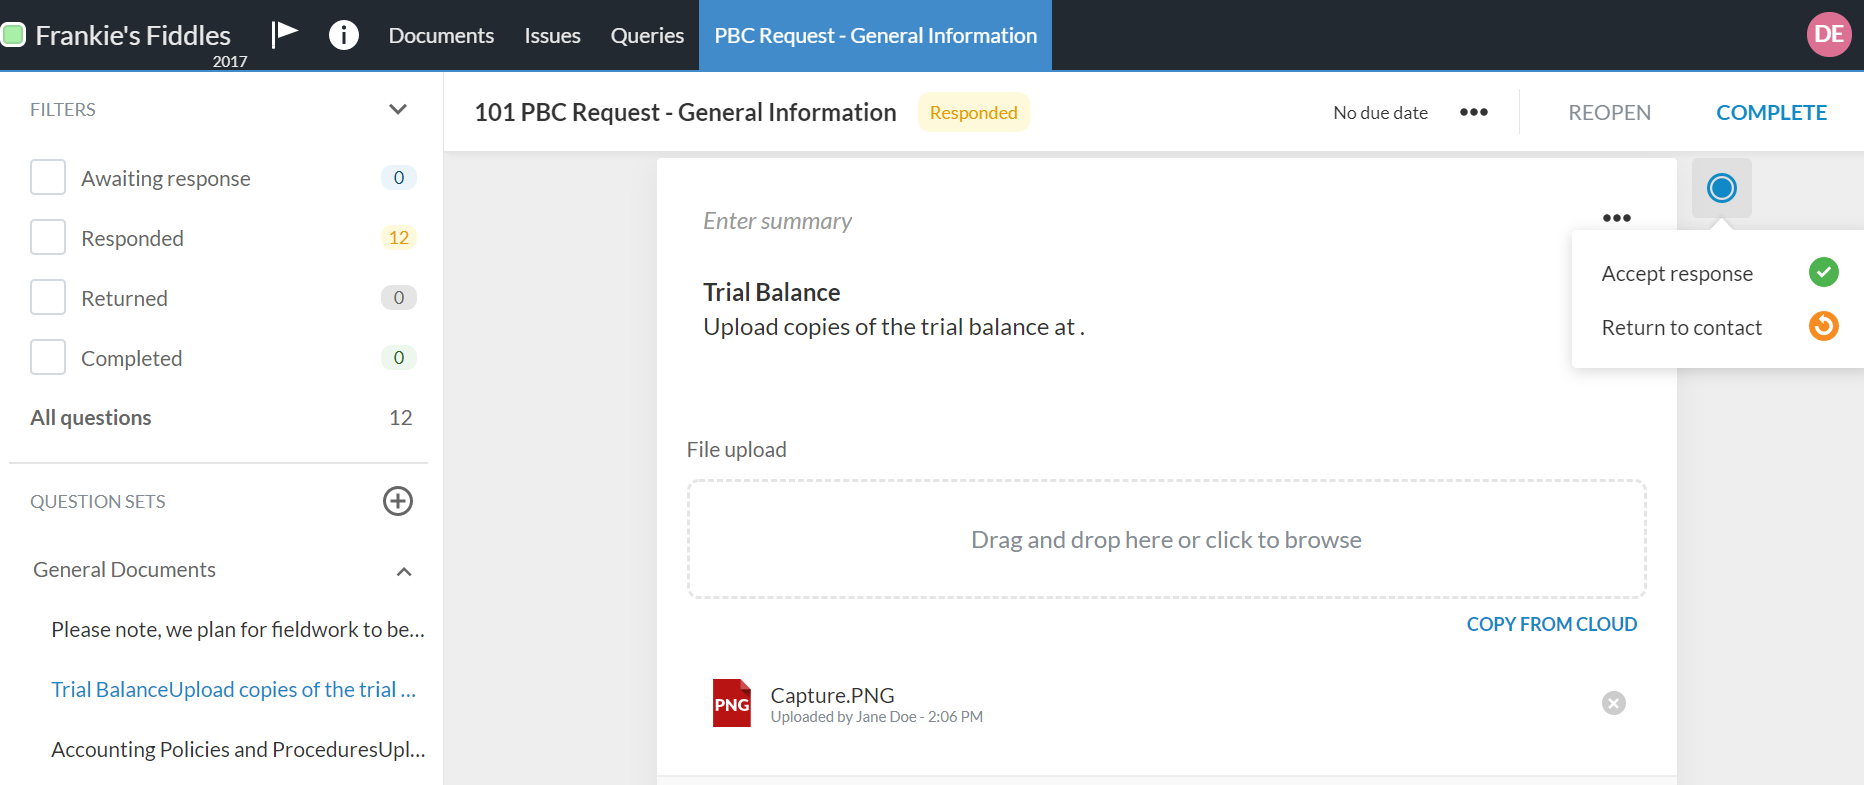 Frankie's Fiddles
2017
Documents
Issues
Queries
PBC Request - General Information
DE
FILTERS
Awaiting response 0
Responded 12
Returned 0
Completed 0
All questions 12
QUESTION SETS
General Documents
Please note, we plan for fieldwork to be...
Trial BalanceUpload copies of the trial ...
Accounting Policies and ProceduresUpl...
101 PBC Request - General Information
Responded
No due date
REOPEN
COMPLETE
Enter summary
Trial Balance
Upload copies of the trial balance at .
Accept response
Return to contact
File upload
Drag and drop here or click to browse
COPY FROM CLOUD
PNG
Capture.PNG
Uploaded by Jane Doe - 2:06 PM